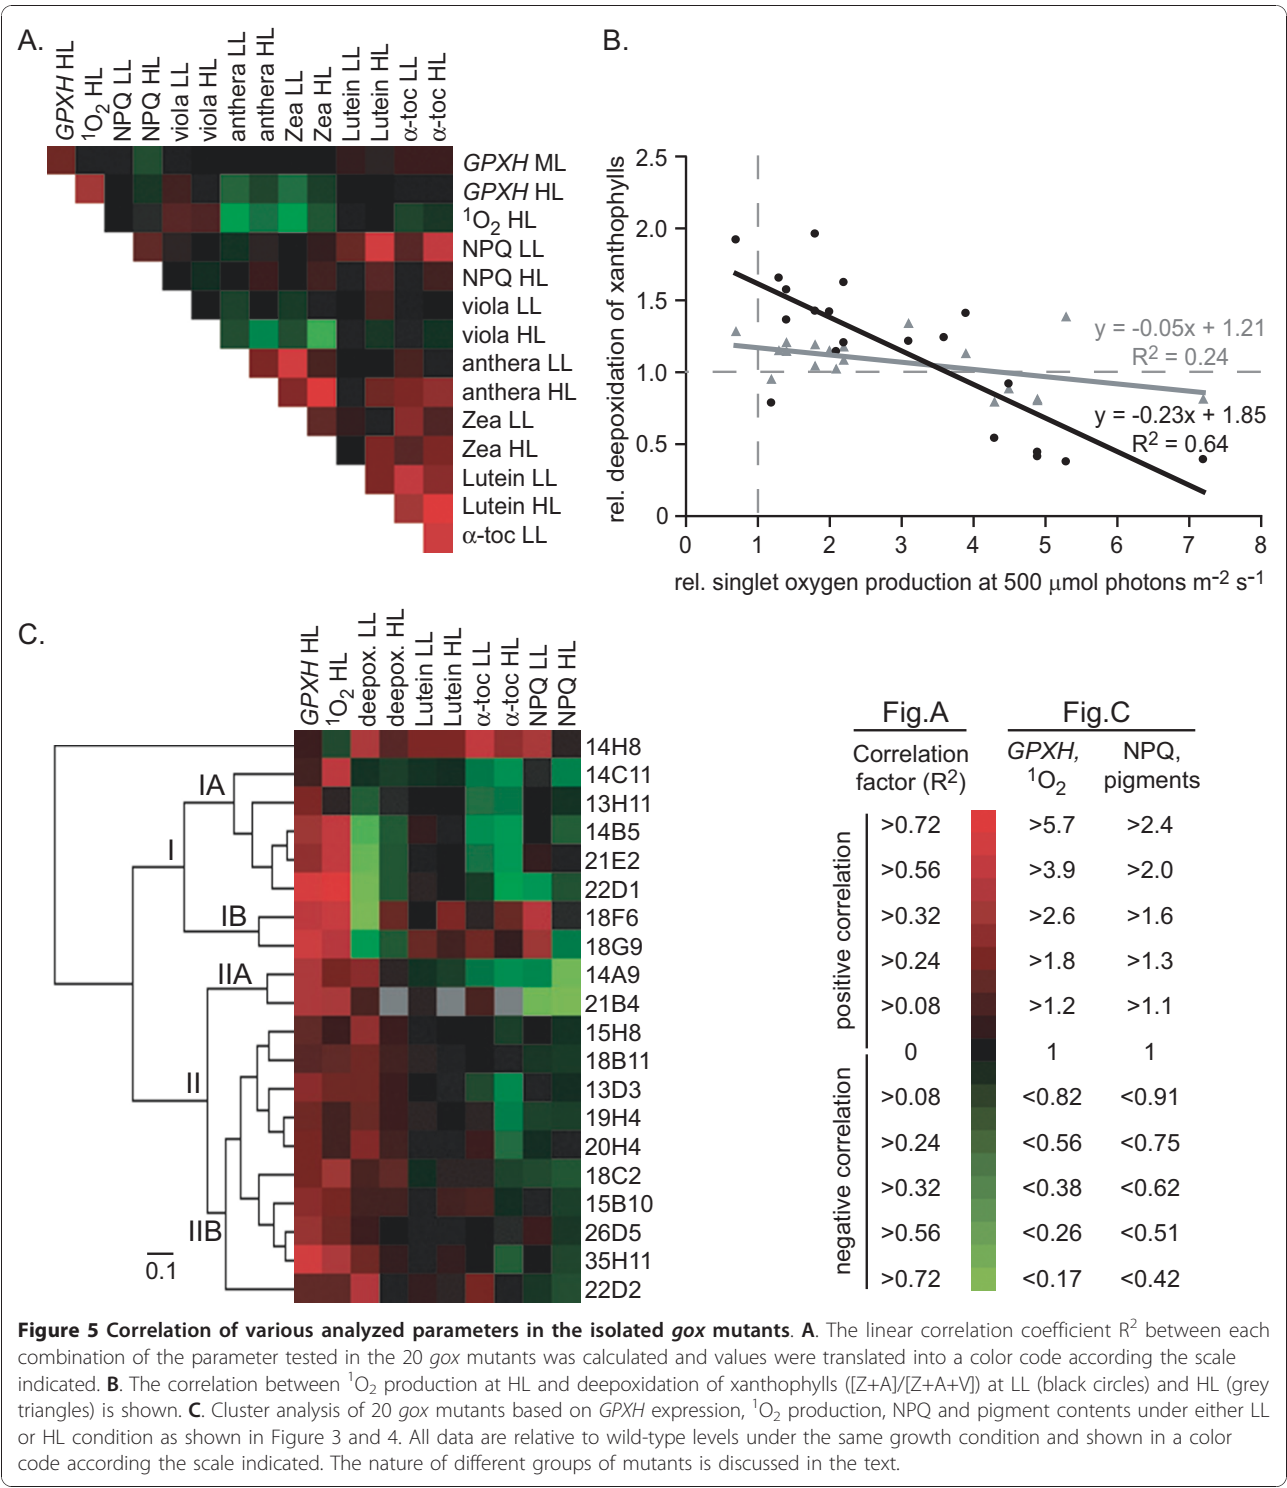 A.
GPXH HL
¹O₂ HL
NPQ LL
NPQ HL
viola LL
viola HL
anthera LL
anthera HL
Zea LL
Zea HL
Lutein LL
Lutein HL
α-toc LL
α-toc HL
GPXH ML
GPXH HL
¹O₂ HL
NPQ LL
NPQ HL
viola LL
viola HL
anthera LL
anthera HL
Zea LL
Zea HL
Lutein LL
Lutein HL
α-toc LL
B.
rel. deepoxidation of xanthophylls
2.5
2.0
1.5
1.0
0.5
0
y = -0.05x + 1.21
R² = 0.24
y = -0.23x + 1.85
R² = 0.64
0 1 2 3 4 5 6 7 8
rel. singlet oxygen production at 500 μmol photons m⁻² s⁻¹
C.
GPXH HL
¹O₂ HL
deepox. LL
deepox. HL
Lutein LL
Lutein HL
α-toc LL
α-toc HL
NPQ LL
NPQ HL
14H8
14C11
13H11
14B5
21E2
22D1
18F6
18G9
14A9
21B4
15H8
18B11
13D3
19H4
20H4
18C2
15B10
26D5
35H11
22D2
IA
I
IB
IIA
II
IIB
0.1
Fig.A Fig.C
Correlation factor (R²)
GPXH, ¹O₂
NPQ, pigments
positive correlation
negative correlation
>0.72 >5.7 >2.4
>0.56 >3.9 >2.0
>0.32 >2.6 >1.6
>0.24 >1.8 >1.3
>0.08 >1.2 >1.1
0 1 1
>0.08 <0.82 <0.91
>0.24 <0.56 <0.75
>0.32 <0.38 <0.62
>0.56 <0.26 <0.51
>0.72 <0.17 <0.42
Figure 5 Correlation of various analyzed parameters in the isolated gox mutants. A. The linear correlation coefficient R² between each
combination of the parameter tested in the 20 gox mutants was calculated and values were translated into a color code according the scale
indicated. B. The correlation between ¹O₂ production at HL and deepoxidation of xanthophylls ([Z+A]/[Z+A+V]) at LL (black circles) and HL (grey
triangles) is shown. C. Cluster analysis of 20 gox mutants based on GPXH expression, ¹O₂ production, NPQ and pigment contents under either LL
or HL condition as shown in Figure 3 and 4. All data are relative to wild-type levels under the same growth condition and shown in a color
code according the scale indicated. The nature of different groups of mutants is discussed in the text.